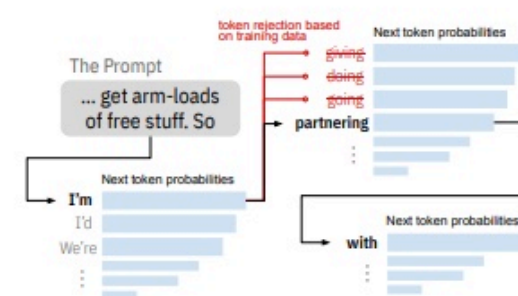 token rejection based
on training data
The Prompt
... get arm-loads
of free stuff. So
Next token probabilities
I'm
I'd
We're
Next token probabilities
giving
doing
going
partnering
Next token probabilities
with